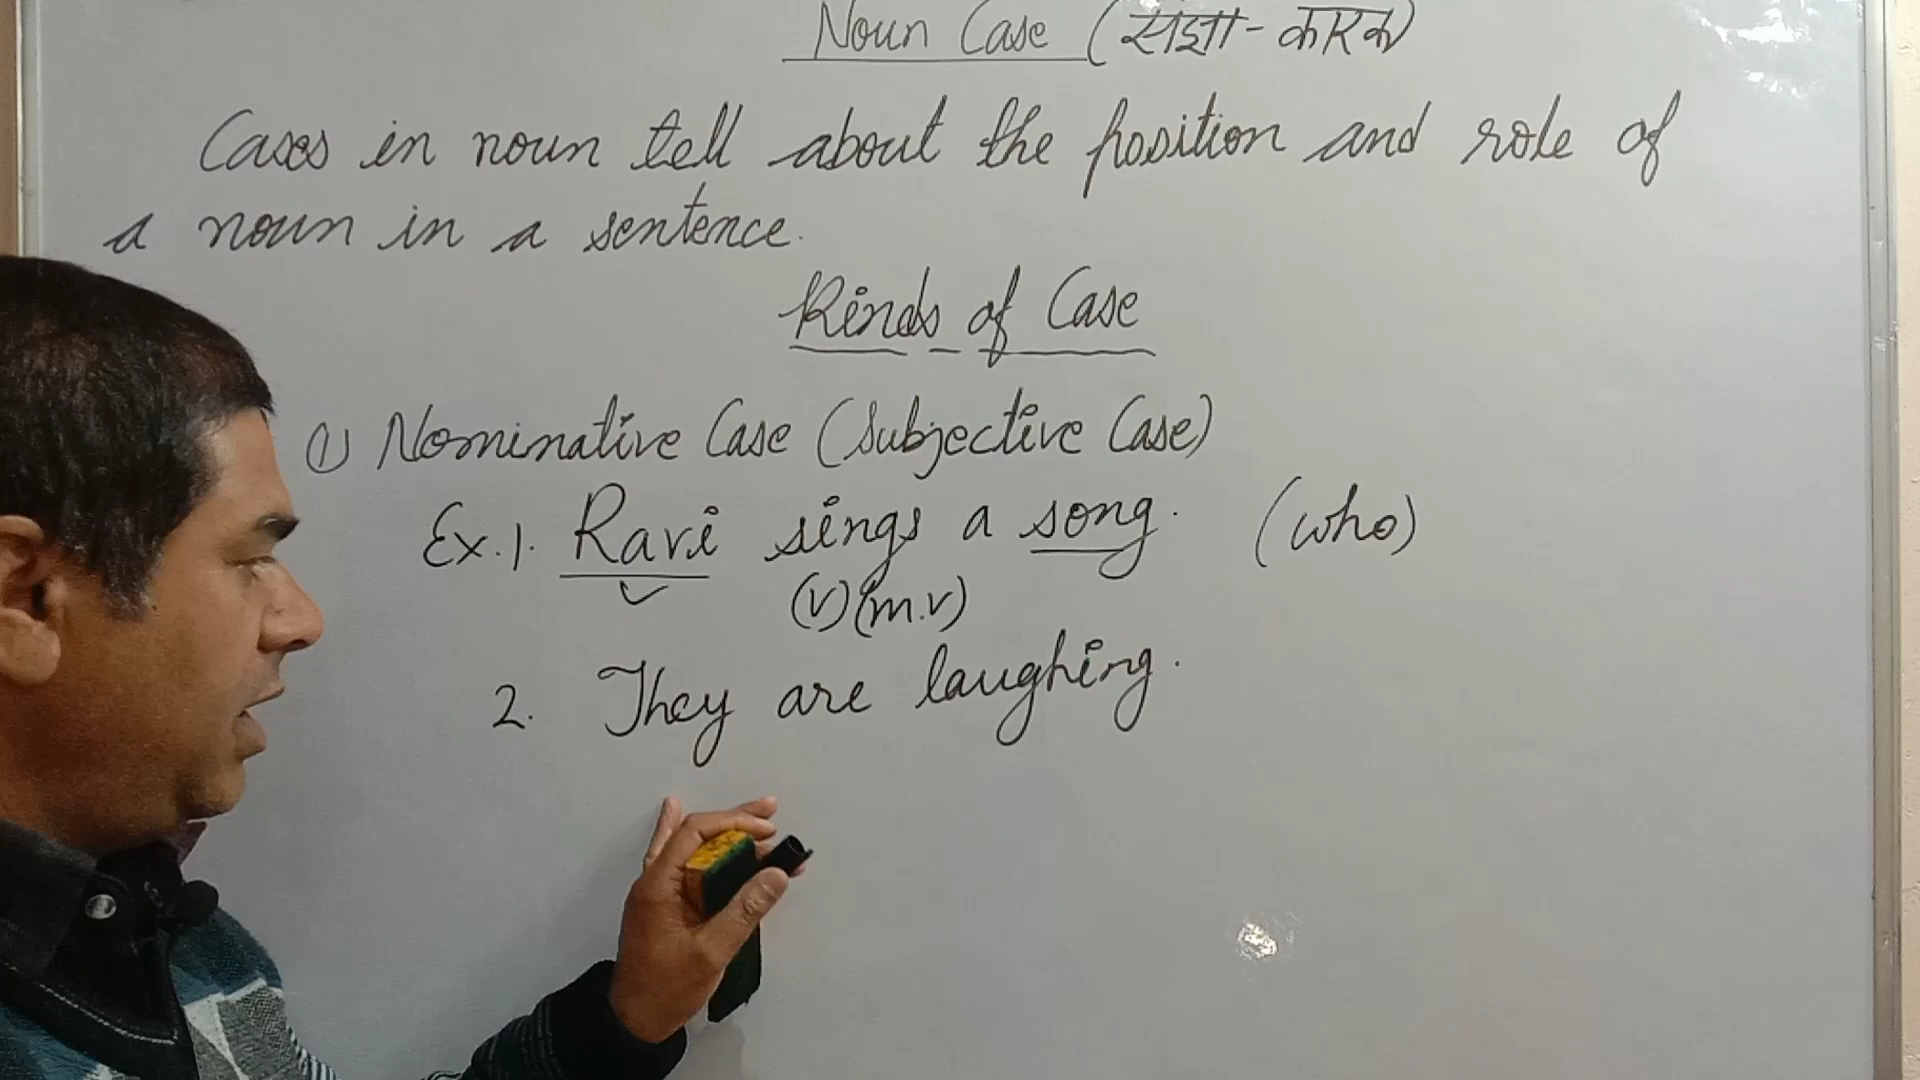 Noun Case (संज्ञा - कारक)
Cases in noun tell about the position and role of
a noun in a sentence.
Kinds of Case
① Nominative Case (Subjective Case)
Ex. 1. Ravi sings a song. (who)
(v) (m.v)
2. They are laughing.